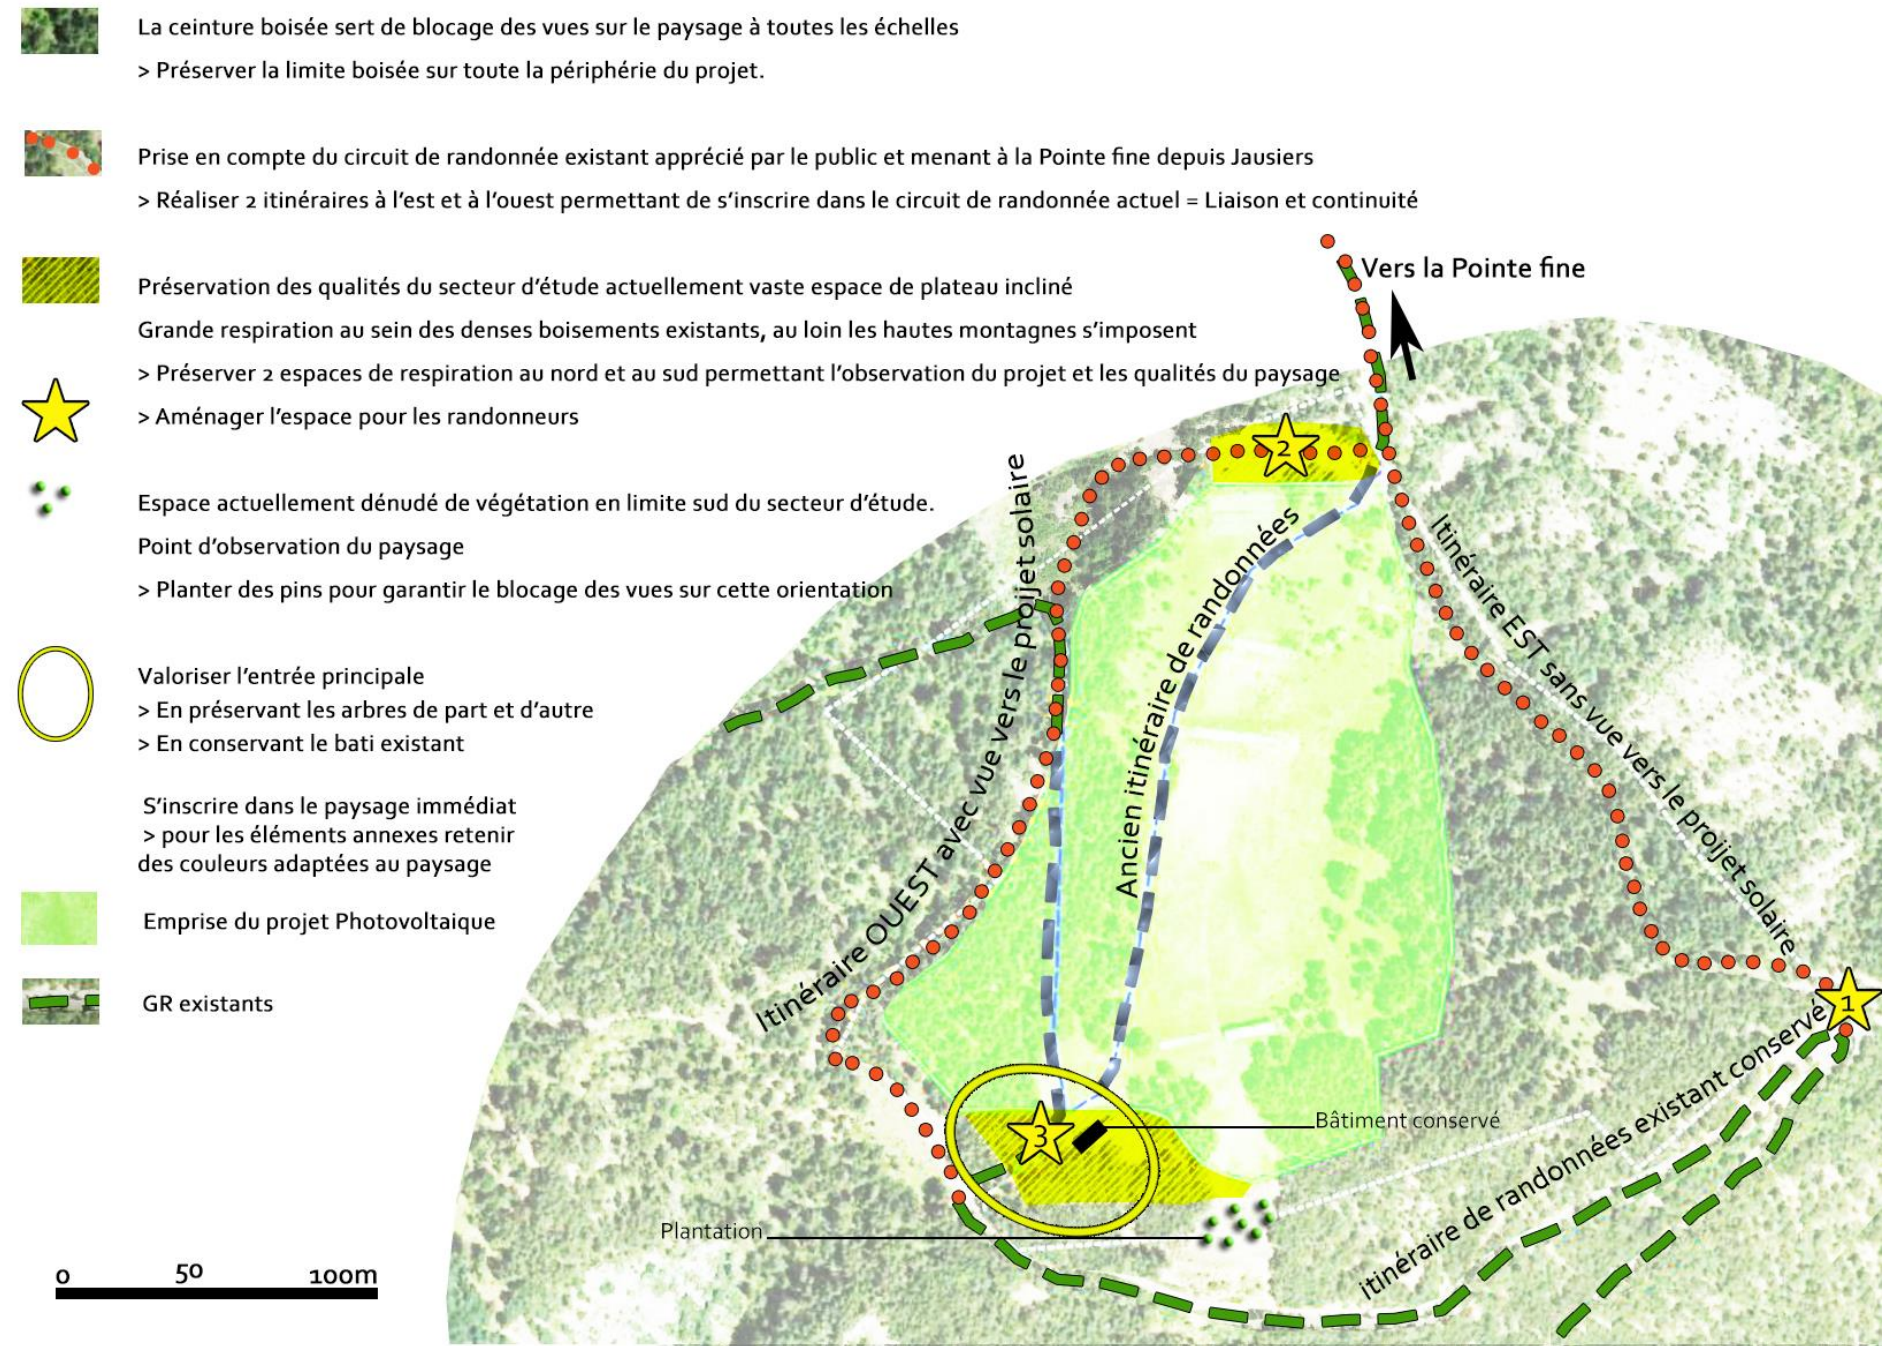 La ceinture boisée sert de blocage des vues sur le paysage à toutes les échelles
> Préserver la limite boisée sur toute la périphérie du projet.
Prise en compte du circuit de randonnée existant apprécié par le public et menant à la Pointe fine depuis Jausiers
> Réaliser 2 itinéraires à l'est et à l'ouest permettant de s'inscrire dans le circuit de randonnée actuel = Liaison et continuité
Préservation des qualités du secteur d'étude actuellement vaste espace de plateau incliné
Grande respiration au sein des denses boisements existants, au loin les hautes montagnes s'imposent
> Préserver 2 espaces de respiration au nord et au sud permettant l'observation du projet et les qualités du paysage
> Aménager l'espace pour les randonneurs
Espace actuellement dénudé de végétation en limite sud du secteur d'étude.
Point d'observation du paysage
> Planter des pins pour garantir le blocage des vues sur cette orientation
Valoriser l'entrée principale
> En préservant les arbres de part et d'autre
> En conservant le bati existant
S'inscrire dans le paysage immédiat
> pour les éléments annexes retenir
des couleurs adaptées au paysage
Emprise du projet Photovoltaique
GR existants
0 50 100m
Vers la Pointe fine
2
Itinéraire OUEST avec vue vers le proijet solaire
Ancien itinéraire de randonnées
Itinéraire EST sans vue vers le proijet solaire
1
itinéraire de randonnées existant conservé
3
Bâtiment conservé
Plantation